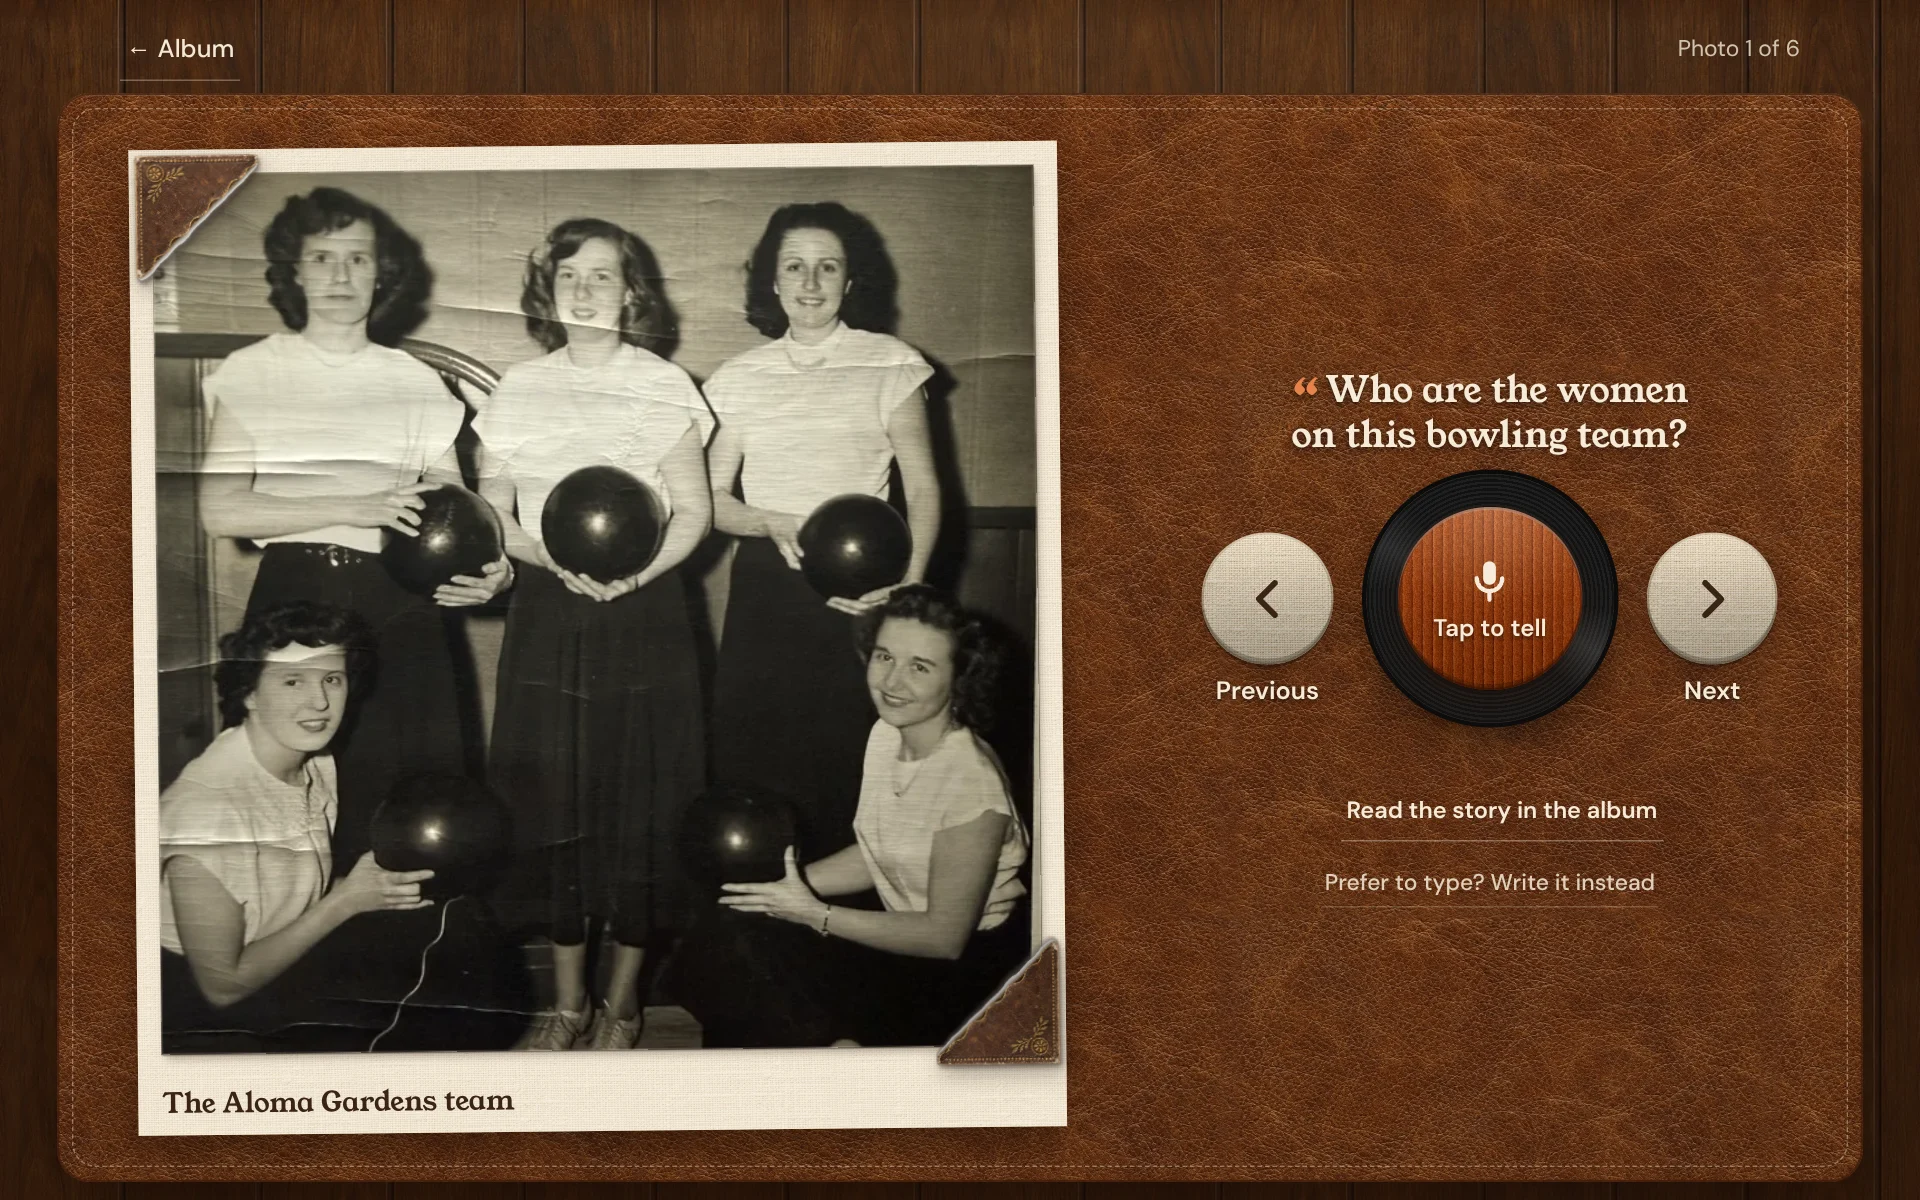 ← Album
Photo 1 of 6
“ Who are the women
on this bowling team?
Tap to tell
Previous
Next
Read the story in the album
Prefer to type? Write it instead
The Aloma Gardens team